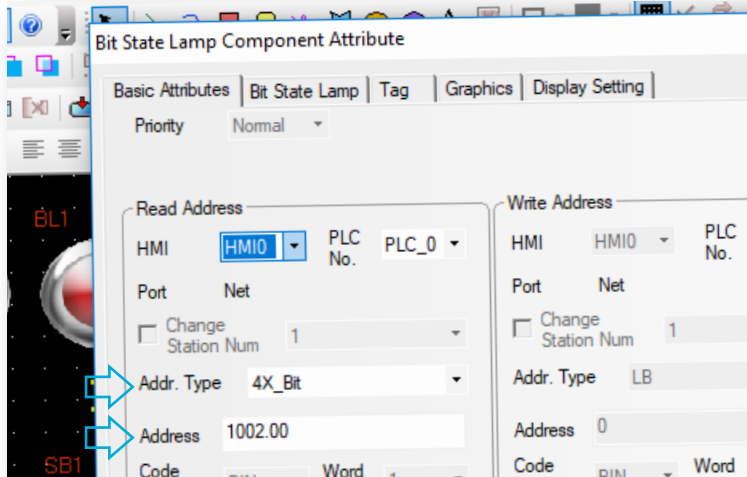 Bit State Lamp Component Attribute
Basic Attributes Bit State Lamp Tag Graphics Display Setting
Priority Normal
Read Address
HMI HMI0 PLC No. PLC_0
Port Net
Change Station Num 1
Addr. Type 4X_Bit
Address 1002.00
Code BIN Word 1
Write Address
HMI HMI0 PLC No.
Port Net
Change Station Num 1
Addr. Type LB
Address 0
Code BIN Word
BL1
SB1